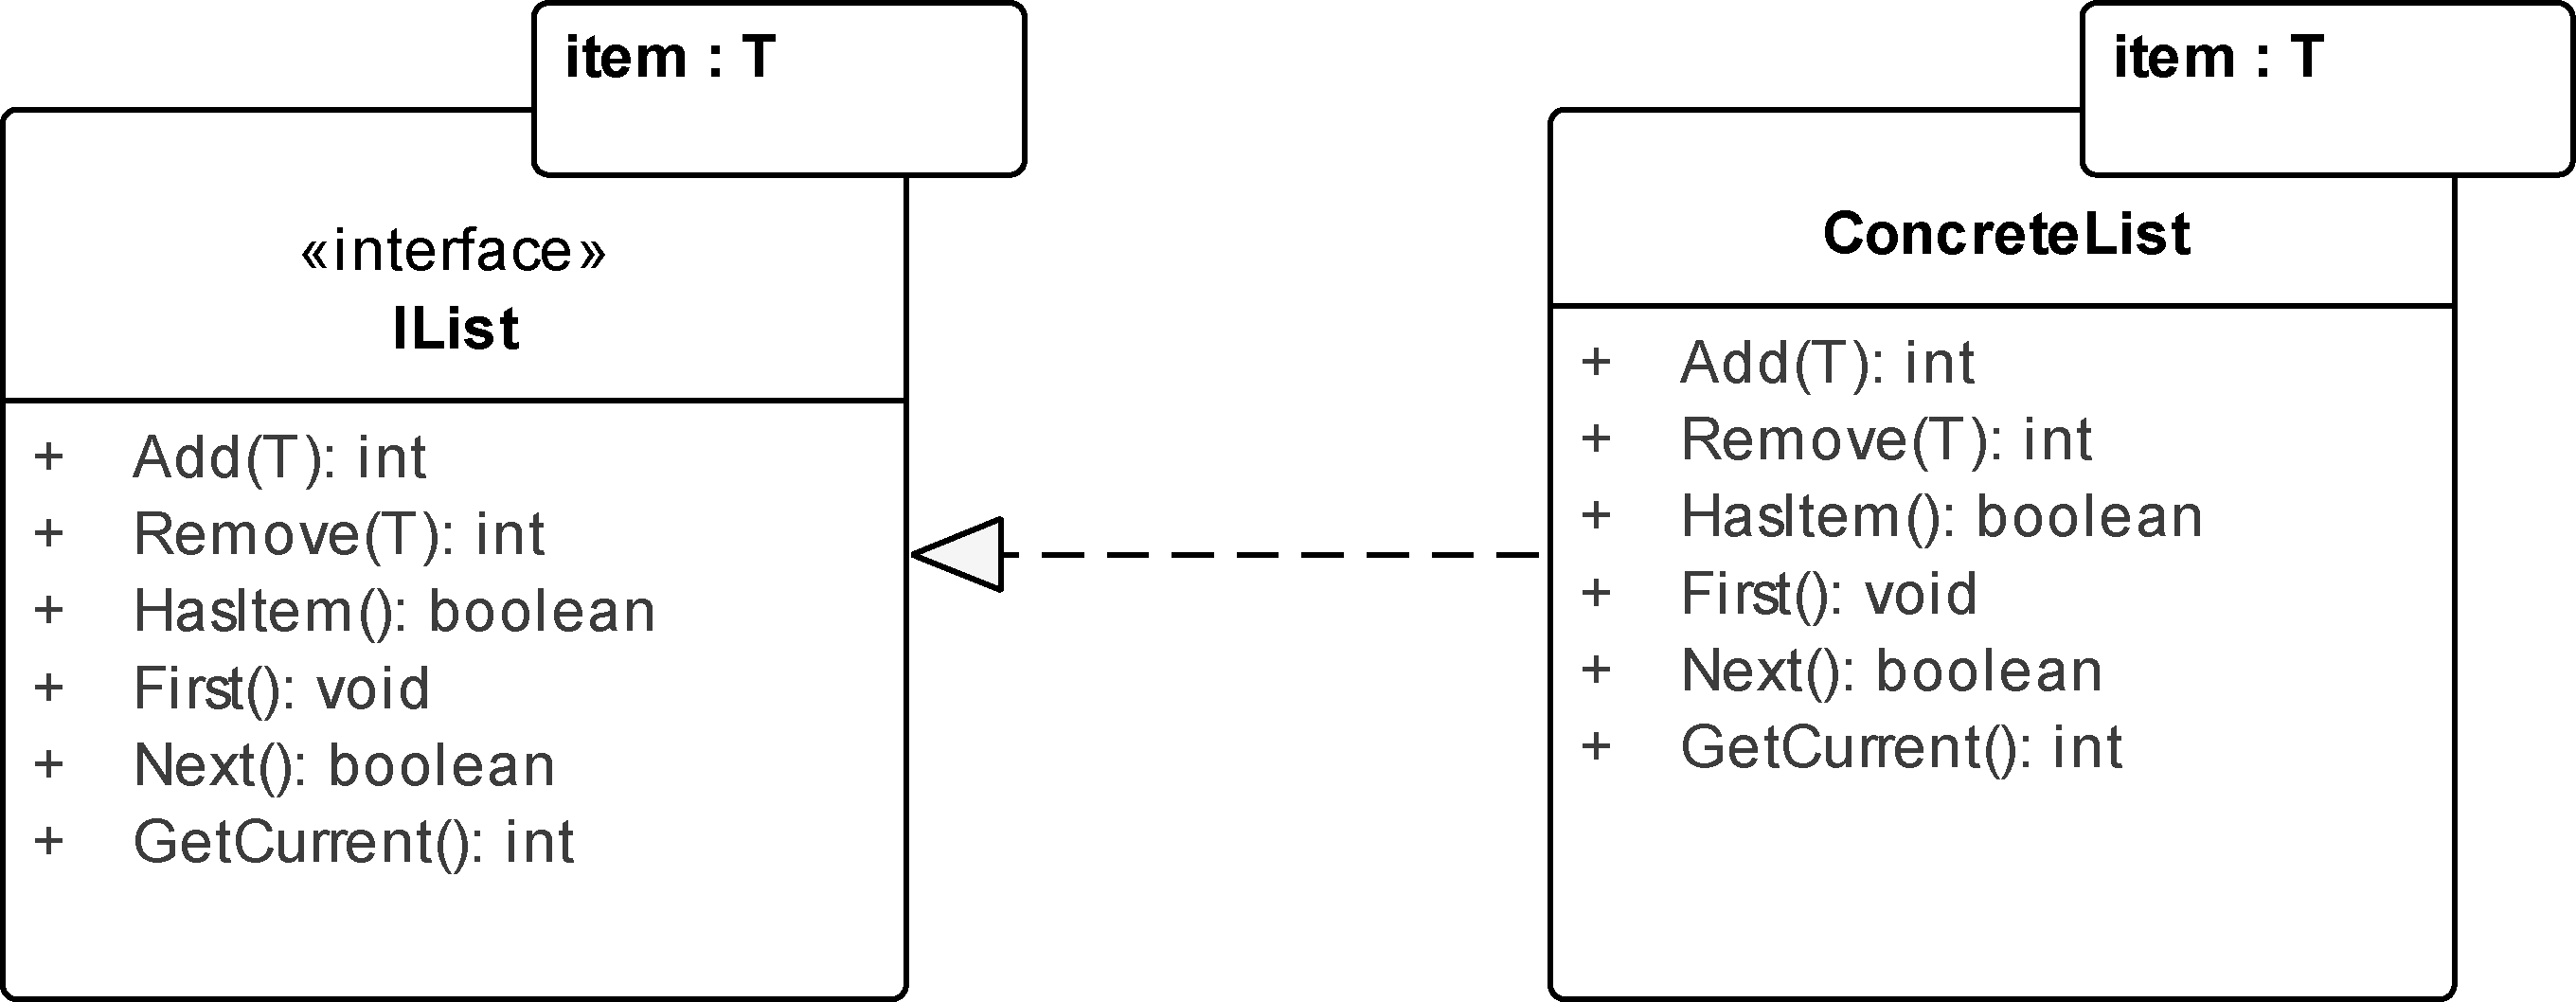 item : T
«interface»
IList
+ Add(T): int
+ Remove(T): int
+ HasItem(): boolean
+ First(): void
+ Next(): boolean
+ GetCurrent(): int
item : T
ConcreteList
+ Add(T): int
+ Remove(T): int
+ HasItem(): boolean
+ First(): void
+ Next(): boolean
+ GetCurrent(): int